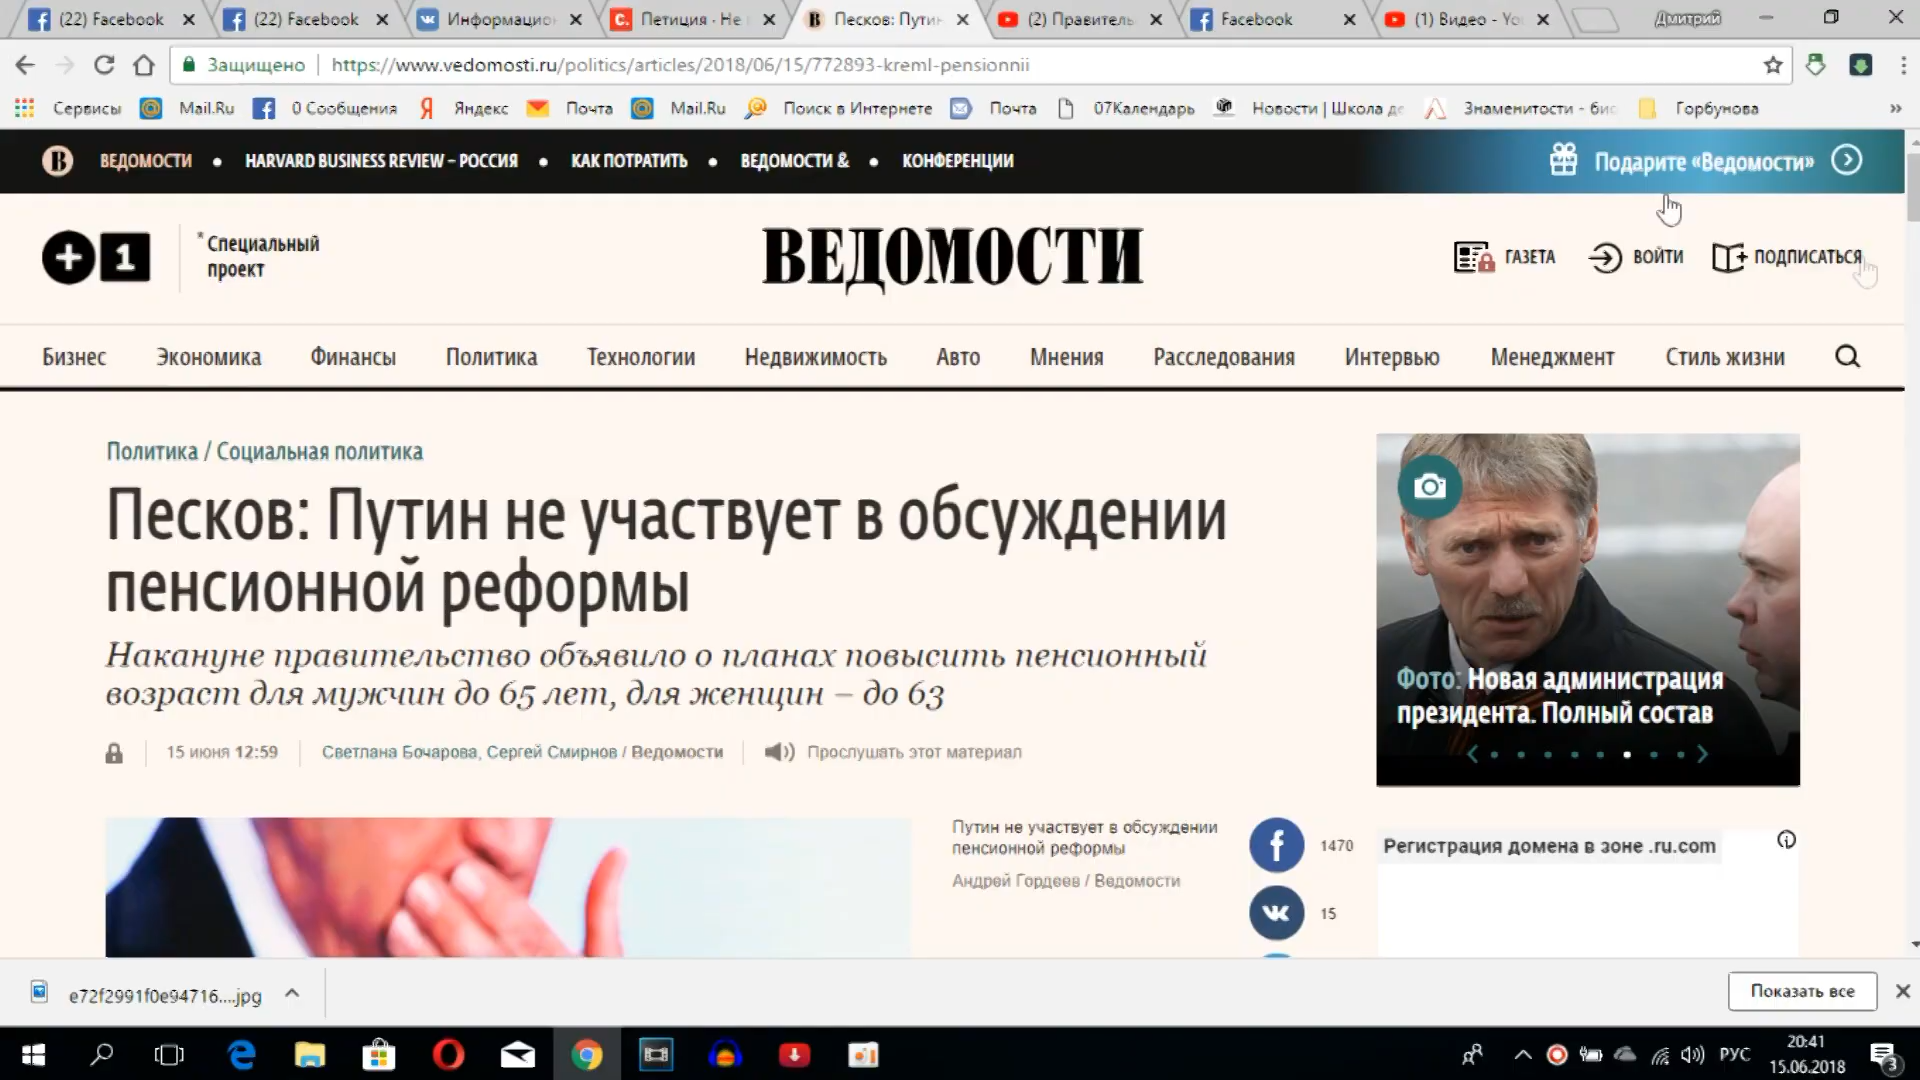 (22) Facebook
(22) Facebook
Информацио
Петиция · Не
Песков: Пути
(2) Правитель
Facebook
(1) Видео - Yo
Дмитрий
Защищено
https://www.vedomosti.ru/politics/articles/2018/06/15/772893-kreml-pensionnii
Сервисы
Mail.Ru
0 Сообщения
Яндекс
Почта
Mail.Ru
Поиск в Интернете
Почта
07Календарь
Новости | Школа де
Знаменитости - био
Горбунова
ВЕДОМОСТИ • HARVARD BUSINESS REVIEW – РОССИЯ • КАК ПОТРАТИТЬ • ВЕДОМОСТИ & • КОНФЕРЕНЦИИ
Подарите «Ведомости»
+1
* Специальный
проект
ВЕДОМОСТИ
ГАЗЕТА
ВОЙТИ
ПОДПИСАТЬСЯ
Бизнес Экономика Финансы Политика Технологии Недвижимость Авто Мнения Расследования Интервью Менеджмент Стиль жизни
Политика / Социальная политика
Песков: Путин не участвует в обсуждении
пенсионной реформы
Накануне правительство объявило о планах повысить пенсионный
возраст для мужчин до 65 лет, для женщин – до 63
15 июня 12:59
Светлана Бочарова, Сергей Смирнов / Ведомости
Прослушать этот материал
Фото: Новая администрация
президента. Полный состав
Путин не участвует в обсуждении
пенсионной реформы
Андрей Гордеев / Ведомости
1470
15
Регистрация домена в зоне .ru.com
e72f2991f0e94716....jpg
Показать все
РУС
20:41
15.06.2018
3